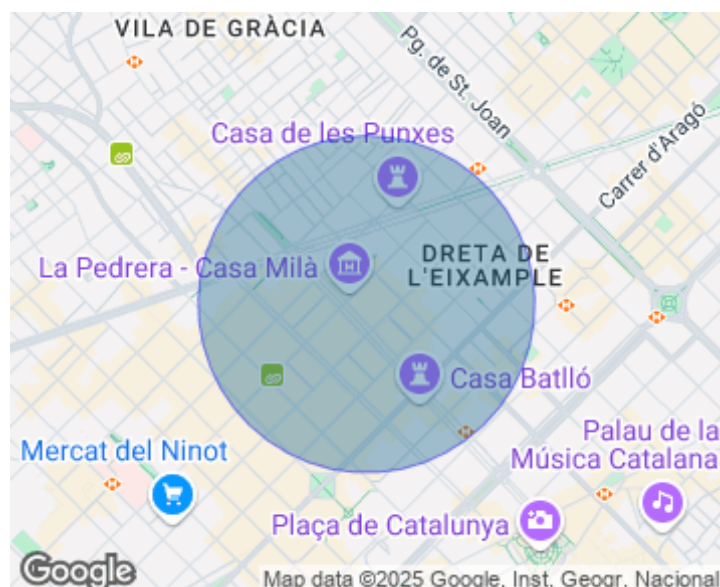 VILA DE GRÀCIA
Pg. de St. Joan
Casa de les Punxes
Carrer d'Aragó
La Pedrera - Casa Milà
DRETA DE
L'EIXAMPLE
Casa Batlló
Mercat del Ninot
Palau de la
Música Catalana
Plaça de Catalunya
Google
Map data ©2025 Google, Inst. Geogr. Nacional